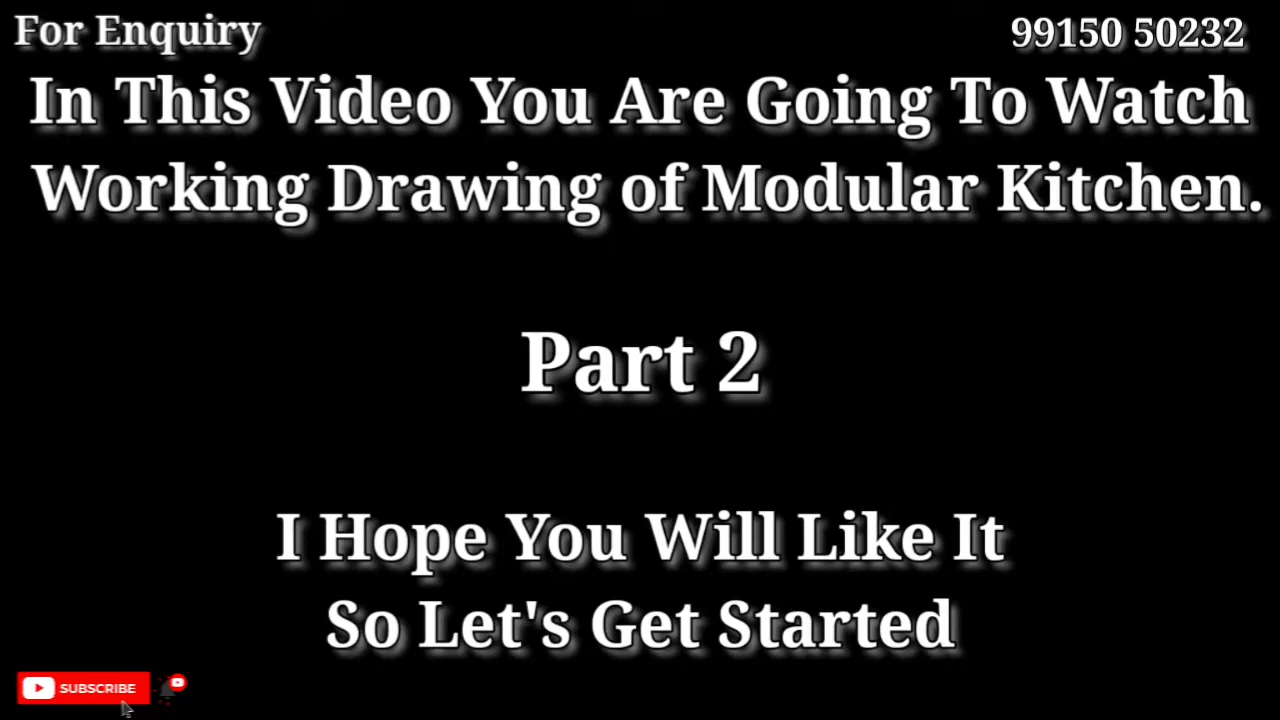 For Enquiry 99150 50232
In This Video You Are Going To Watch
Working Drawing of Modular Kitchen.
Part 2
I Hope You Will Like It
So Let's Get Started
SUBSCRIBE